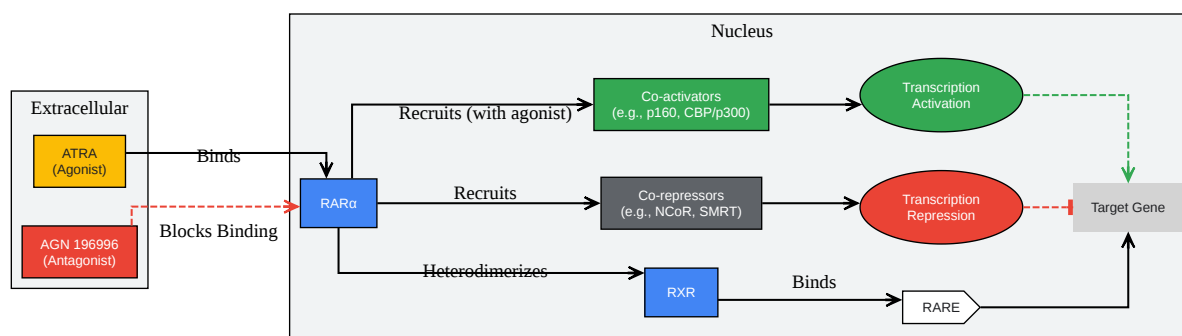 Nucleus
Extracellular
ATRA
(Agonist)
Binds
AGN 196996
(Antagonist)
Blocks Binding
RARα
Recruits (with agonist)
Co-activators
(e.g., p160, CBP/p300)
Transcription
Activation
Recruits
Co-repressors
(e.g., NCoR, SMRT)
Transcription
Repression
Target Gene
Heterodimerizes
RXR
Binds
RARE